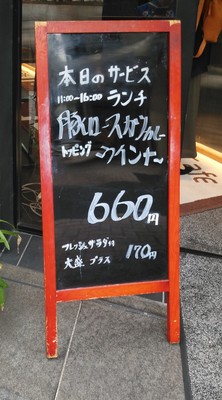 本日のサービス
11:00~16:00 ランチ
豚ロースカツカレー
トッピング ~ウインナー~
660円
フレッシュサラダ付
大盛 プラス 170円